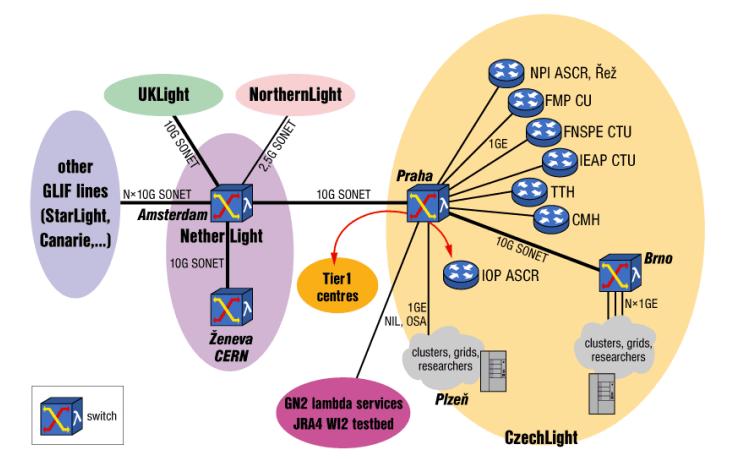 NPI ASCR, Řež
UKLight
NorthernLight
FMP CU
10G SONET
2,5G SONET
1GE
FNSPE CTU
other
GLIF lines
(StarLight,
Canarie,...)
IEAP CTU
Praha
N×10G SONET
10G SONET
TTH
Amsterdam
CMH
NetherLight
10G SONET
10G SONET
Brno
Tier1
centres
IOP ASCR
1GE
NIL, OSA
N×1GE
Ženeva
CERN
clusters, grids,
researchers
clusters, grids,
researchers
Plzeň
GN2 lambda services
JRA4 WI2 testbed
switch
CzechLight
λ
λ
λ
λ
λ